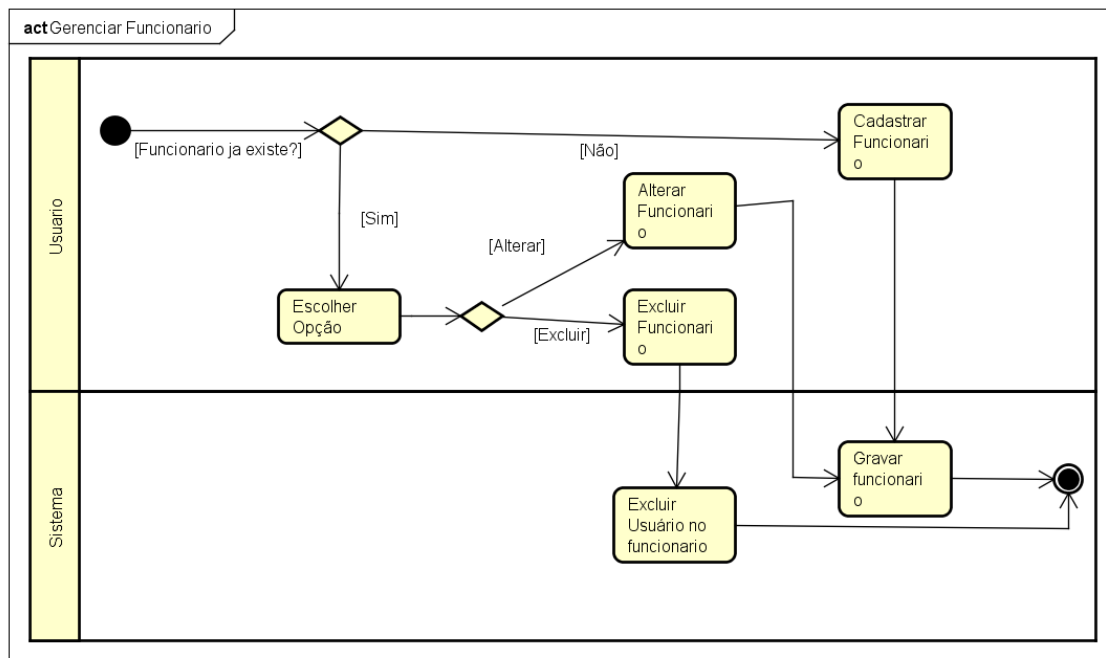 act Gerenciar Funcionario
Usuario
[Funcionario ja existe?]
[Não]
Cadastrar
Funcionari
o
[Sim]
Alterar
Funcionari
o
[Alterar]
Escolher
Opção
Excluir
Funcionari
o
[Excluir]
Sistema
Gravar
funcionari
o
Excluir
Usuário no
funcionario